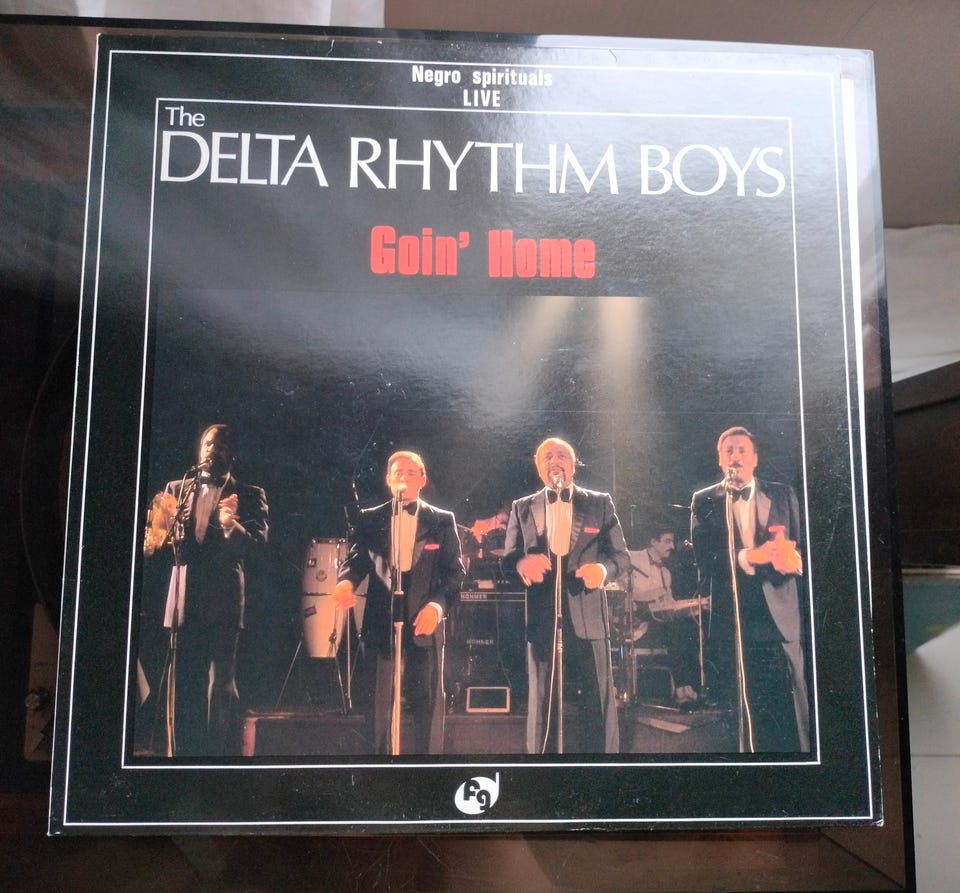 Negro spirituals
LIVE
The
DELTA RHYTHM BOYS
Goin' Home
HOHNER
HOHNER
fg